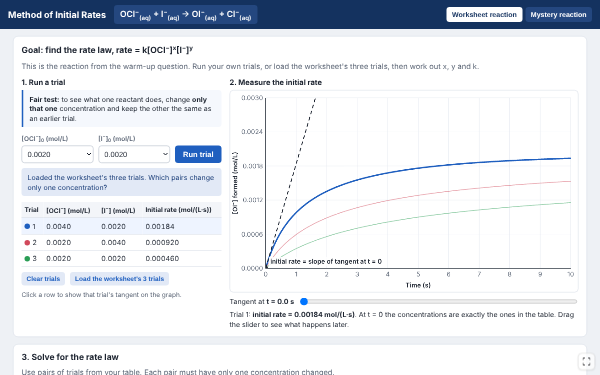 Method of Initial Rates
OCl⁻(aq) + I⁻(aq) → OI⁻(aq) + Cl⁻(aq)
Worksheet reaction
Mystery reaction
Goal: find the rate law, rate = k[OCl⁻]ˣ[I⁻]ʸ
This is the reaction from the warm-up question. Run your own trials, or load the worksheet's three trials, then work out x, y and k.
1. Run a trial
Fair test: to see what one reactant does, change only that one concentration and keep the other the same as an earlier trial.
[OCl⁻]₀ (mol/L)
[I⁻]₀ (mol/L)
0.0020
0.0020
Run trial
Loaded the worksheet's three trials. Which pairs change only one concentration?
Trial [OCl⁻] (mol/L) [I⁻] (mol/L) Initial rate (mol/(L·s))
1 0.0040 0.0020 0.00184
2 0.0020 0.0040 0.000920
3 0.0020 0.0020 0.000460
Clear trials
Load the worksheet's 3 trials
Click a row to show that trial's tangent on the graph.
2. Measure the initial rate
[OI⁻] formed (mol/L)
0.0030
0.0024
0.0018
0.0012
0.0006
0.0000
initial rate = slope of tangent at t = 0
0 1 2 3 4 5 6 7 8 9 10
Time (s)
Tangent at t = 0.0 s
Trial 1: initial rate = 0.00184 mol/(L·s). At t = 0 the concentrations are exactly the ones in the table. Drag
the slider to see what happens later.
3. Solve for the rate law
Use pairs of trials from your table. Each pair must have only one concentration changed.